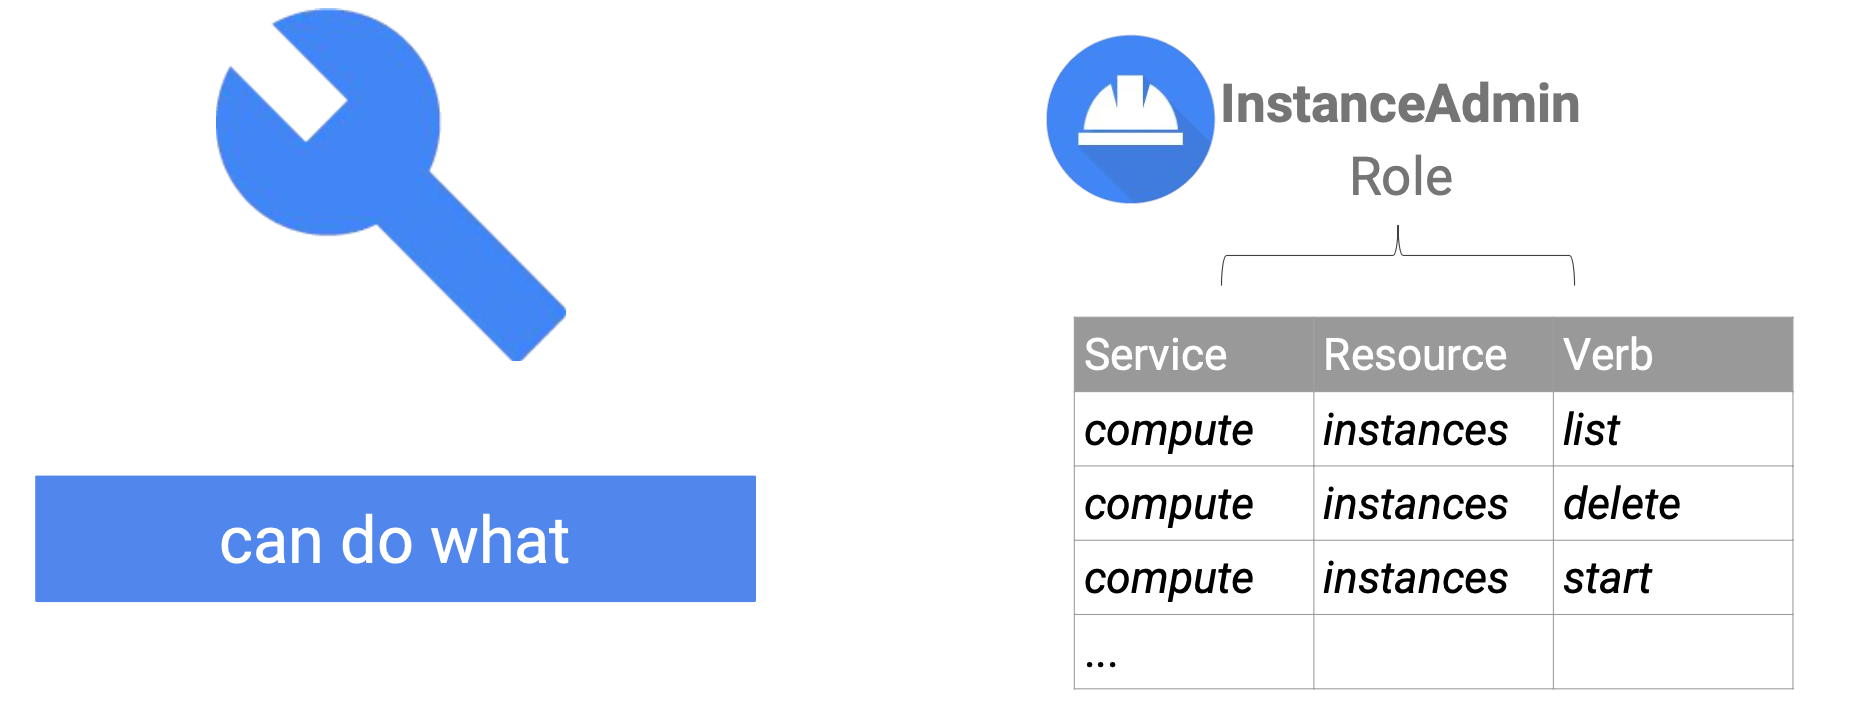 can do what
InstanceAdmin
Role
Service Resource Verb
compute instances list
compute instances delete
compute instances start
...